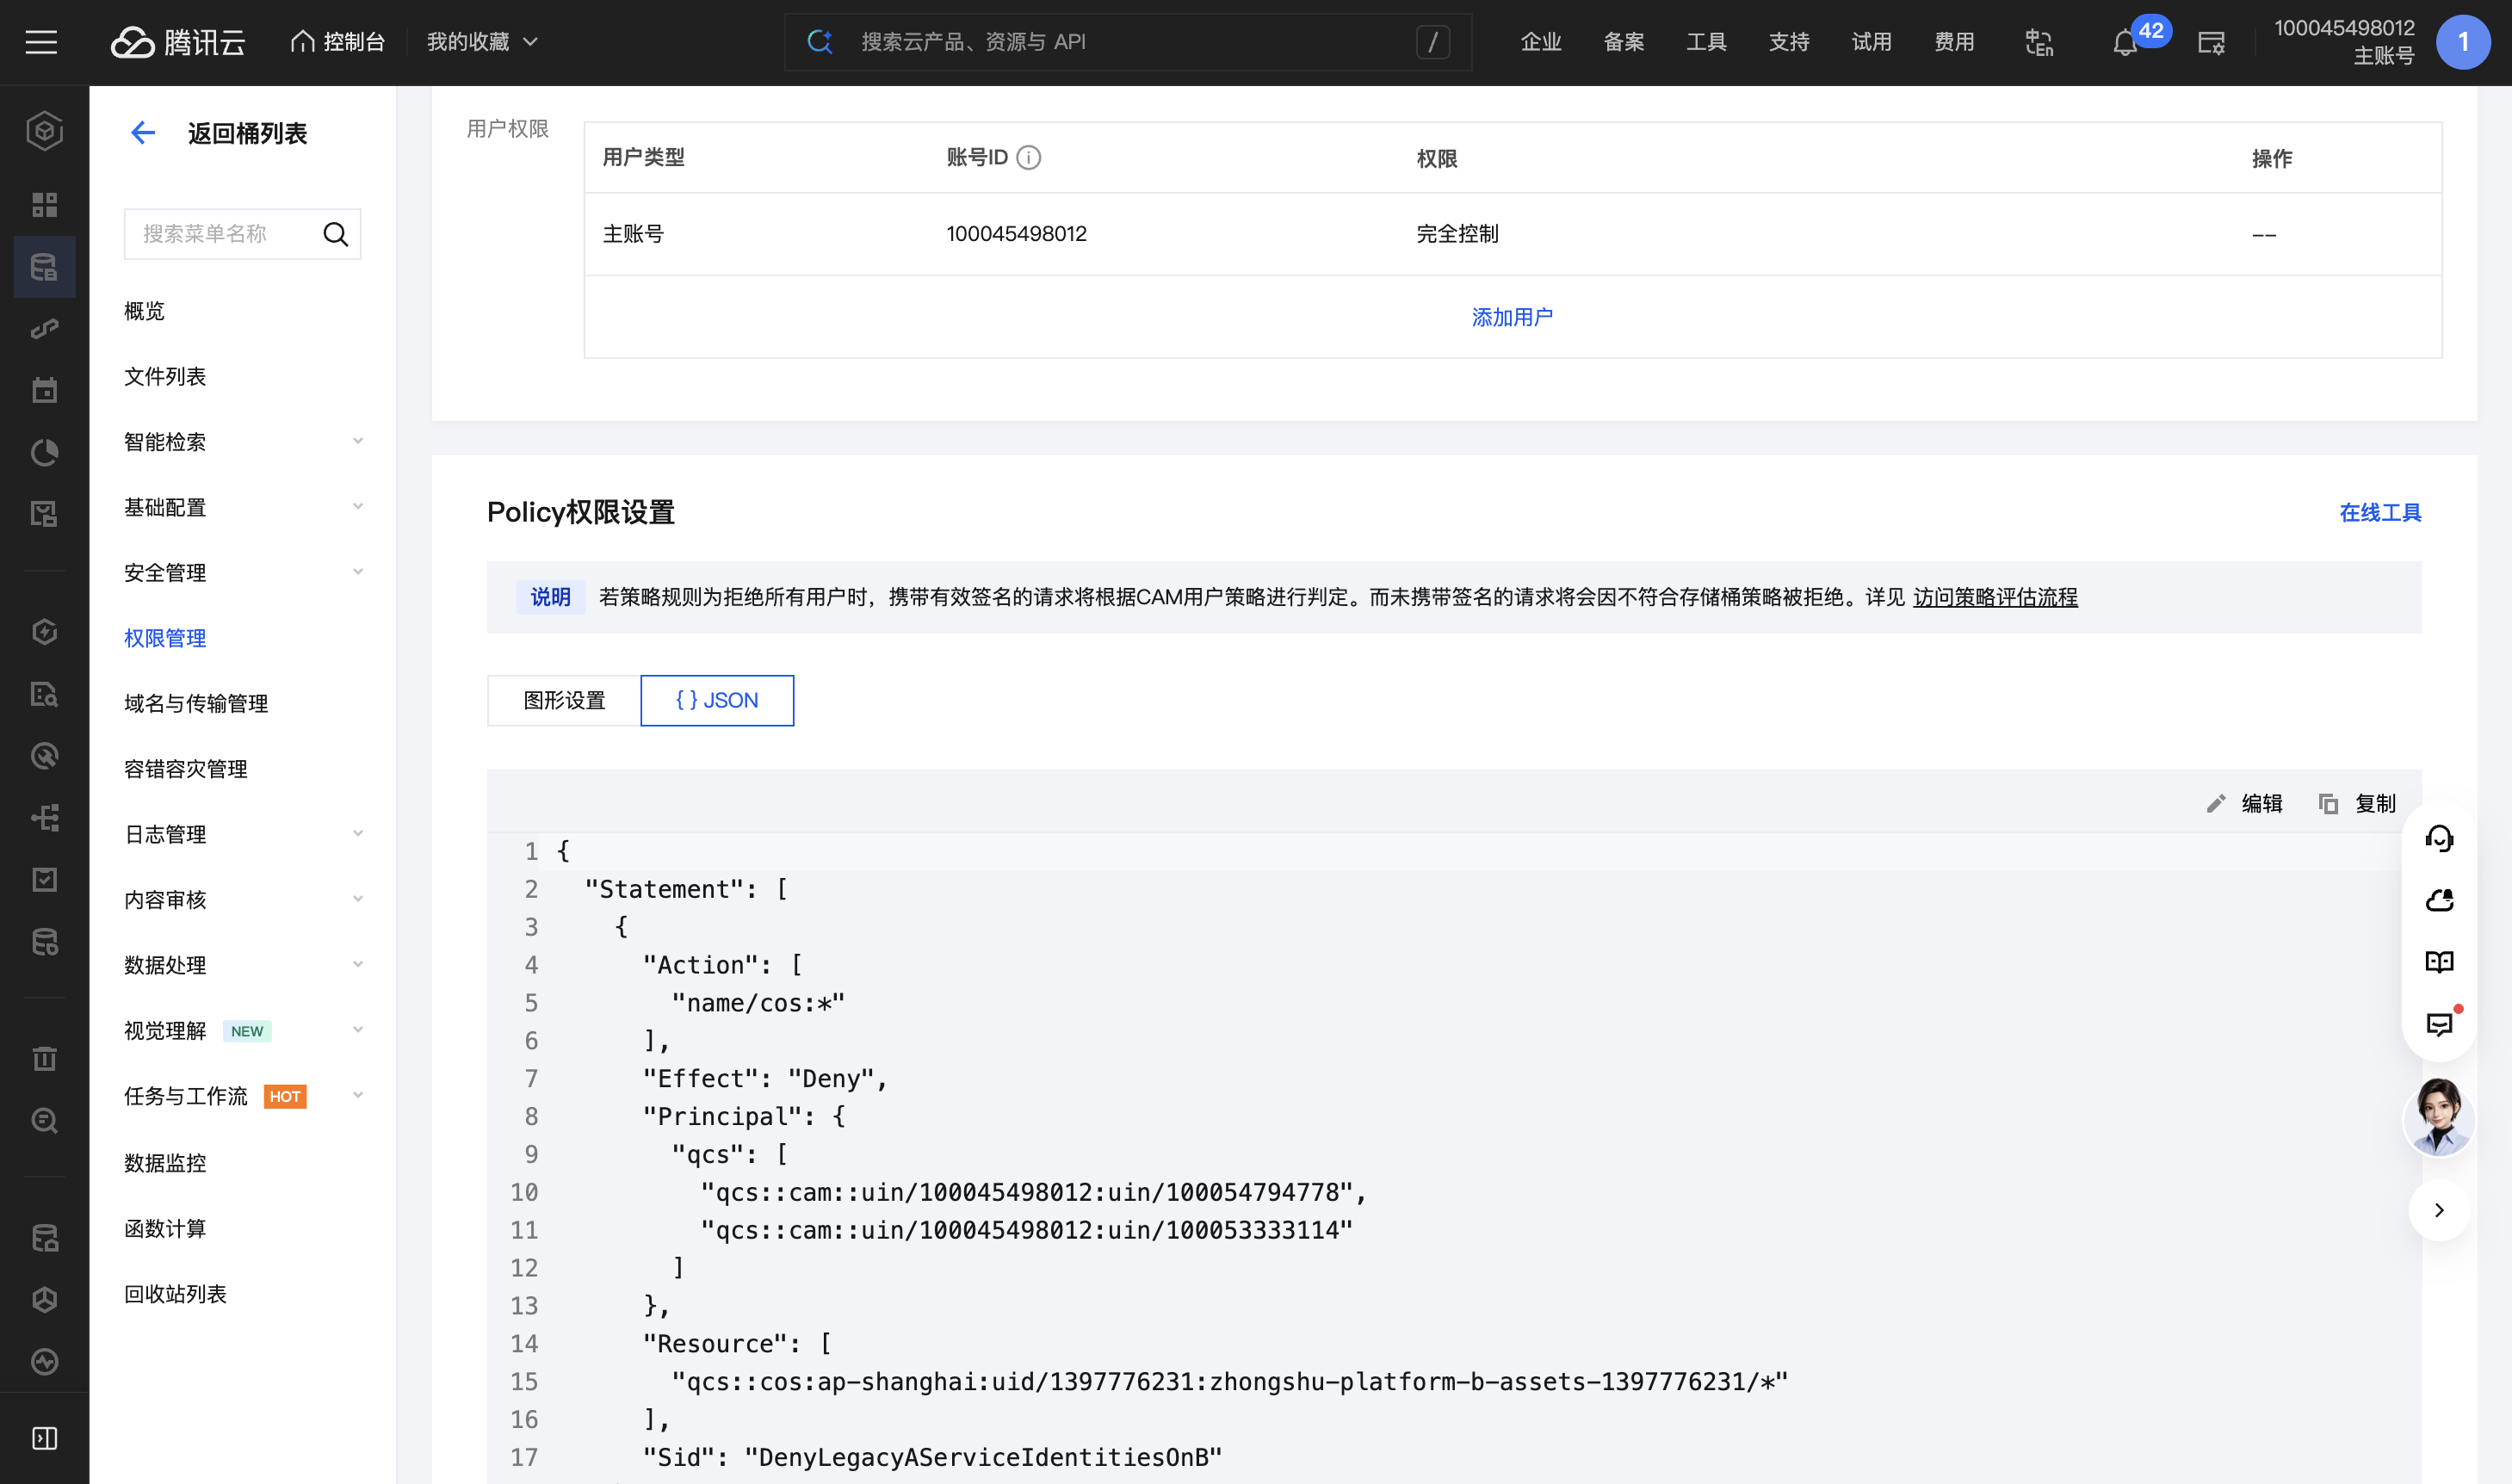 腾讯云
控制台
我的收藏
搜索云产品、资源与 API
/
企业
备案
工具
支持
试用
费用
42
100045498012
主账号
1
返回桶列表
搜索菜单名称
概览
文件列表
智能检索
基础配置
安全管理
权限管理
域名与传输管理
容错容灾管理
日志管理
内容审核
数据处理
视觉理解 NEW
任务与工作流 HOT
数据监控
函数计算
回收站列表
用户权限
用户类型 账号ID 权限 操作
主账号 100045498012 完全控制 --
添加用户
Policy权限设置
在线工具
说明 若策略规则为拒绝所有用户时，携带有效签名的请求将根据CAM用户策略进行判定。而未携带签名的请求将会因不符合存储桶策略被拒绝。详见 访问策略评估流程
图形设置 { } JSON
编辑 复制
1 {
2 "Statement": [
3 {
4 "Action": [
5 "name/cos:*"
6 ],
7 "Effect": "Deny",
8 "Principal": {
9 "qcs": [
10 "qcs::cam::uin/100045498012:uin/100054794778",
11 "qcs::cam::uin/100045498012:uin/100053333114"
12 ]
13 },
14 "Resource": [
15 "qcs::cos:ap-shanghai:uid/1397776231:zhongshu-platform-b-assets-1397776231/*"
16 ],
17 "Sid": "DenyLegacyAServiceIdentitiesOnB"